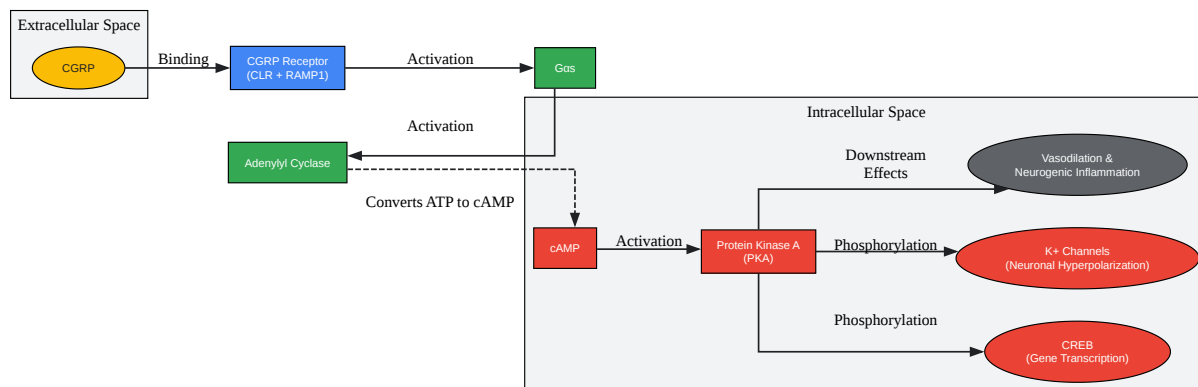 Extracellular Space
CGRP
Binding
CGRP Receptor
(CLR + RAMP1)
Activation
Gαs
Activation
Adenylyl Cyclase
Converts ATP to cAMP
Intracellular Space
cAMP
Activation
Protein Kinase A
(PKA)
Downstream
Effects
Vasodilation &
Neurogenic Inflammation
Phosphorylation
K+ Channels
(Neuronal Hyperpolarization)
Phosphorylation
CREB
(Gene Transcription)